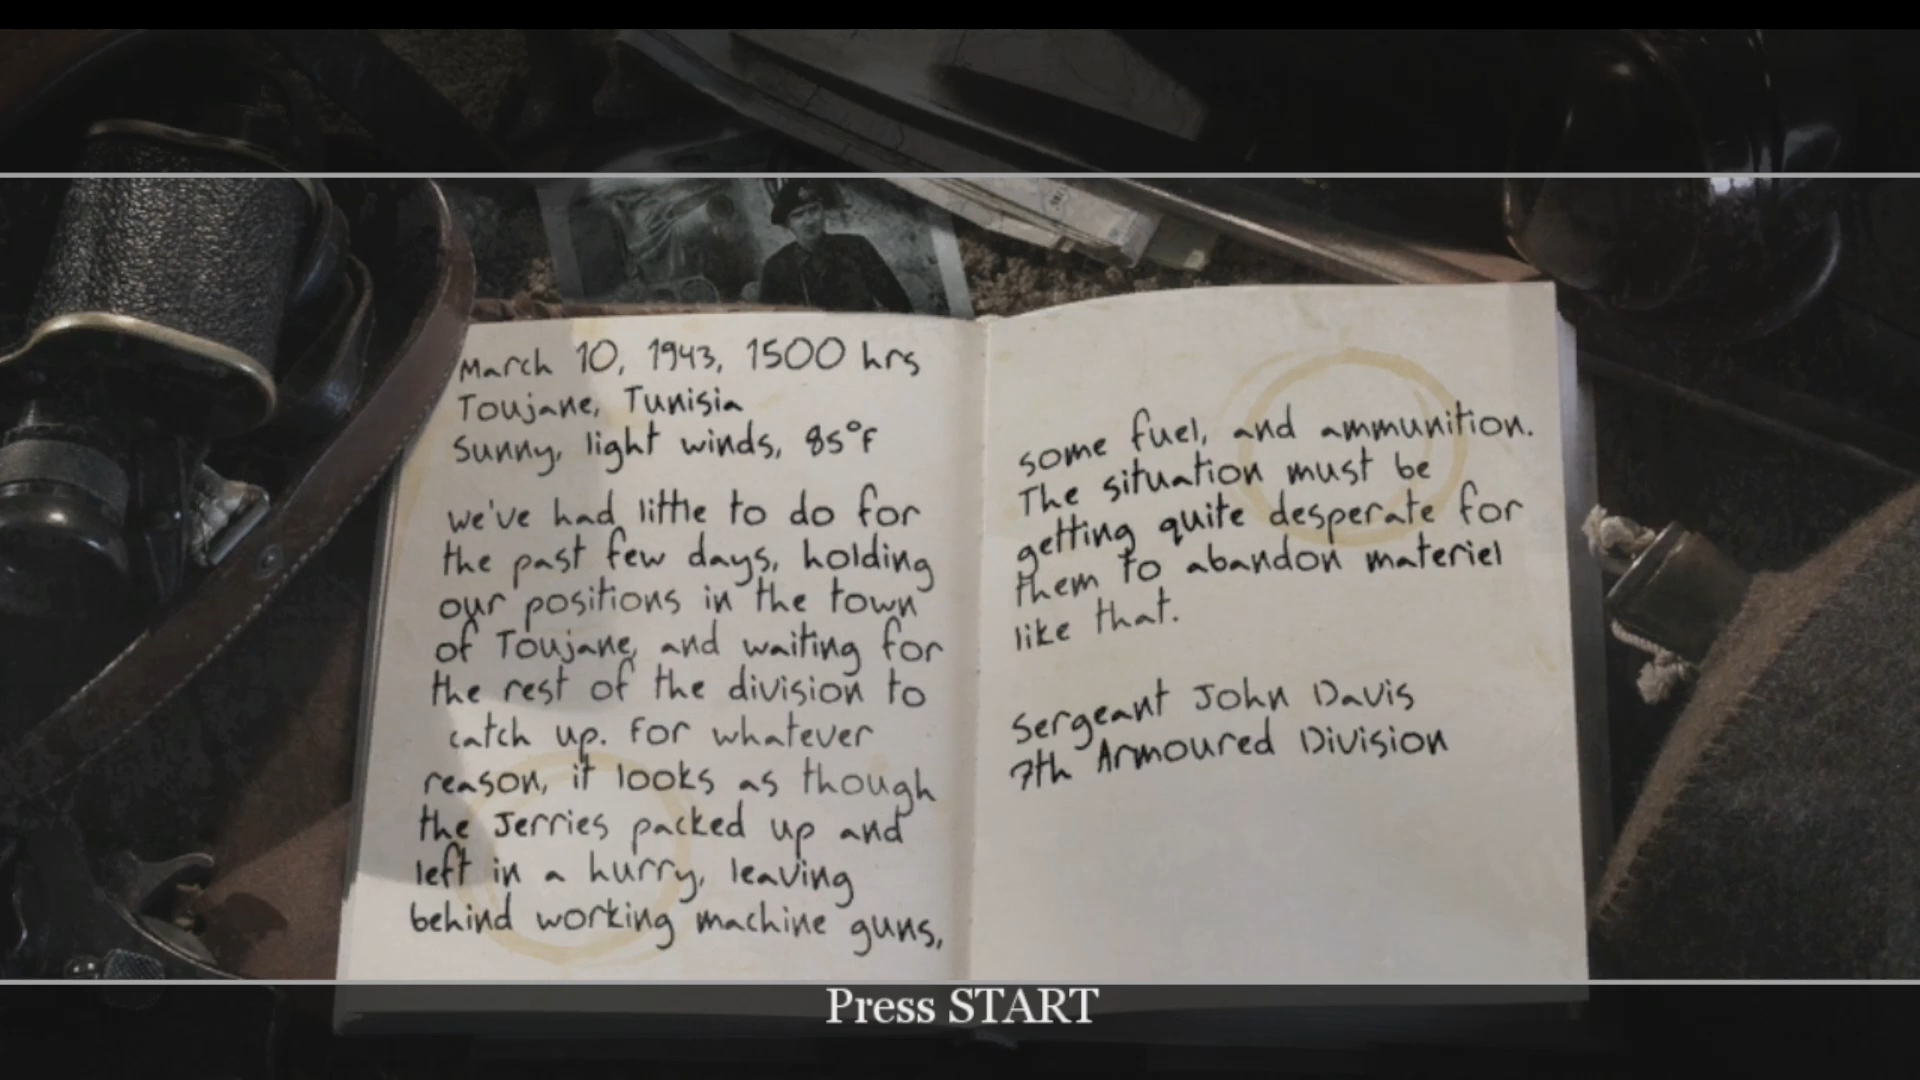 March 10, 1943, 1500 hrs
Toujane, Tunisia
Sunny, light winds, 85°F
we've had little to do for
the past few days, holding
our positions in the town
of Toujane, and waiting for
the rest of the division to
catch up. For whatever
reason, it looks as though
the Jerries packed up and
left in a hurry, leaving
behind working machine guns,
some fuel, and ammunition.
The situation must be
getting quite desperate for
them to abandon materiel
like that.
Sergeant John Davis
7th Armoured Division
Press START